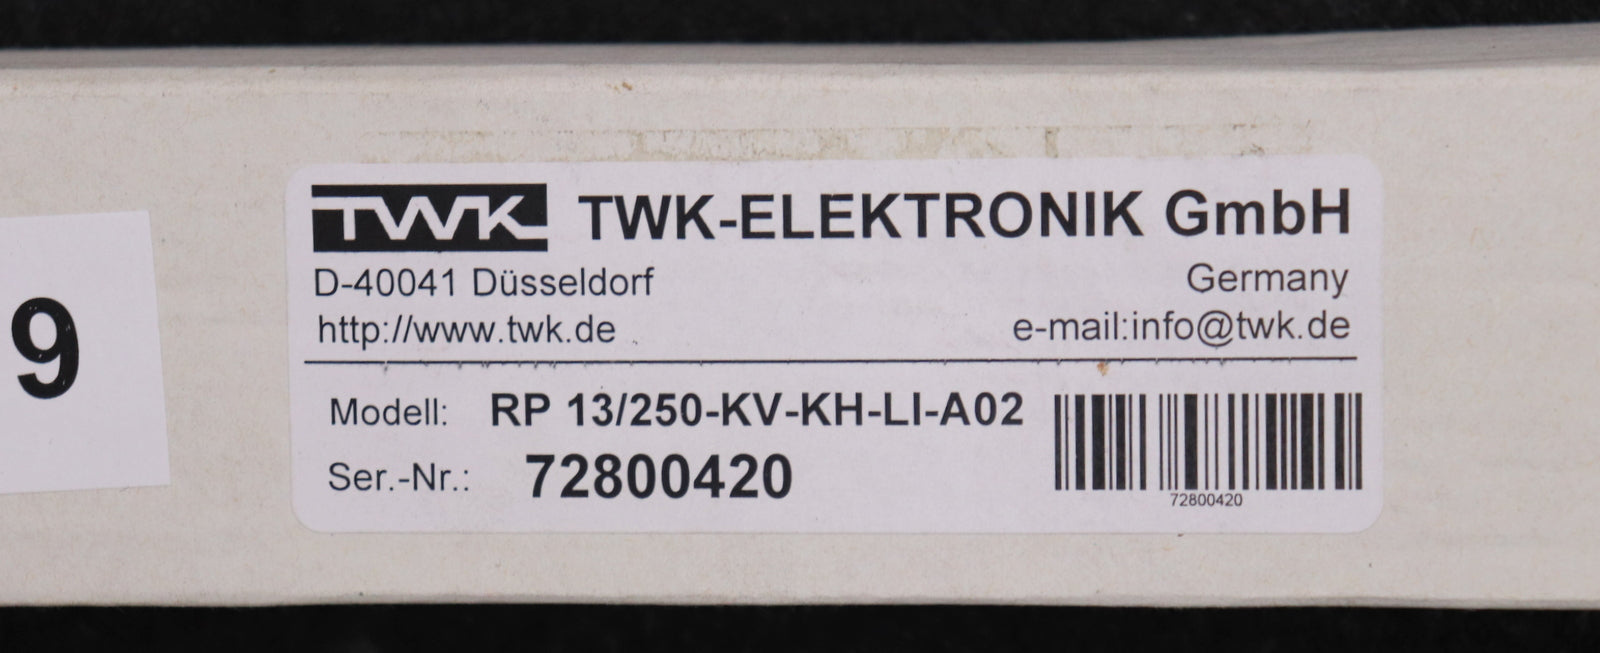 9
TWK TWK-ELEKTRONIK GmbH
D-40041 Düsseldorf Germany
http://www.twk.de e-mail:info@twk.de
Modell: RP 13/250-KV-KH-LI-A02
Ser.-Nr.: 72800420
72800420